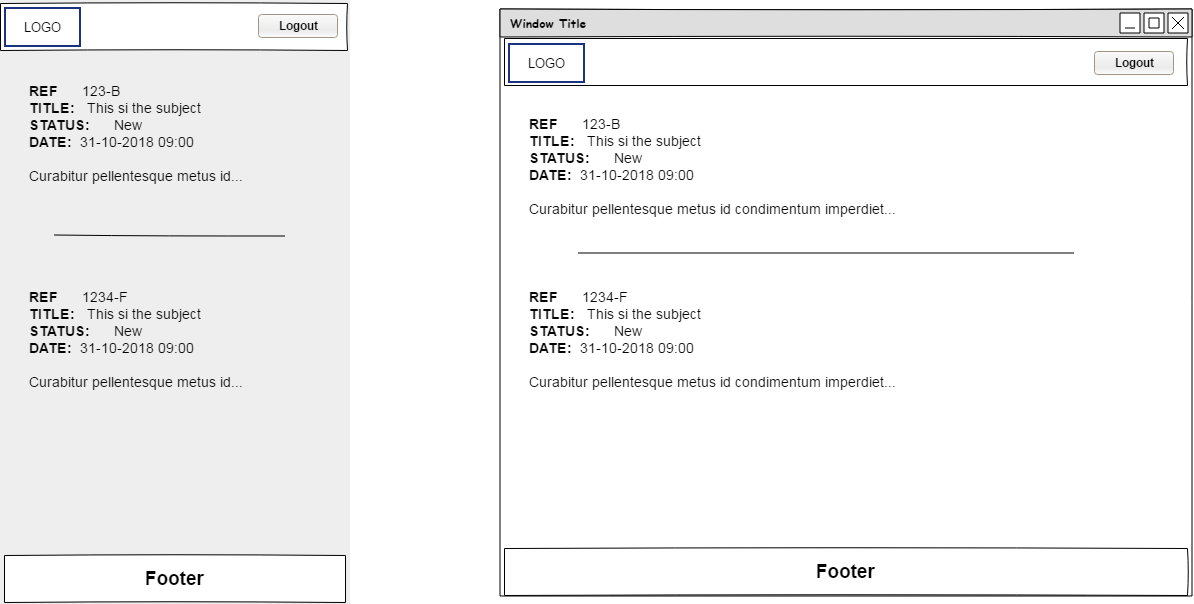 LOGO
Logout
REF 123-B
TITLE: This si the subject
STATUS: New
DATE: 31-10-2018 09:00
Curabitur pellentesque metus id...
REF 1234-F
TITLE: This si the subject
STATUS: New
DATE: 31-10-2018 09:00
Curabitur pellentesque metus id...
Footer
Window Title
LOGO
Logout
REF 123-B
TITLE: This si the subject
STATUS: New
DATE: 31-10-2018 09:00
Curabitur pellentesque metus id condimentum imperdiet...
REF 1234-F
TITLE: This si the subject
STATUS: New
DATE: 31-10-2018 09:00
Curabitur pellentesque metus id condimentum imperdiet...
Footer